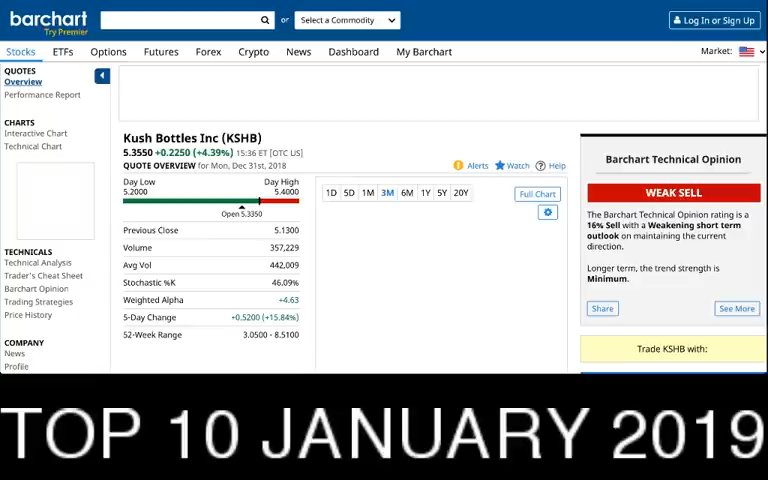 barchart
Try Premier
or
Select a Commodity
Log In or Sign Up
Stocks ETFs Options Futures Forex Crypto News Dashboard My Barchart
Market:
QUOTES
Overview
Performance Report
CHARTS
Interactive Chart
Technical Chart
TECHNICALS
Technical Analysis
Trader's Cheat Sheet
Barchart Opinion
Trading Strategies
Price History
COMPANY
News
Profile
Kush Bottles Inc (KSHB)
5.3550 +0.2250 (+4.39%) 15:36 ET [OTC US]
QUOTE OVERVIEW for Mon, Dec 31st, 2018
Alerts Watch Help
Day Low Day High
5.2000 5.4000
Open 5.3350
Previous Close 5.1300
Volume 357,229
Avg Vol 442,009
Stochastic %K 46.09%
Weighted Alpha +4.63
5-Day Change +0.5200 (+15.84%)
52-Week Range 3.0500 - 8.5100
1D 5D 1M 3M 6M 1Y 5Y 20Y
Full Chart
Barchart Technical Opinion
WEAK SELL
The Barchart Technical Opinion rating is a
16% Sell with a Weakening short term
outlook on maintaining the current
direction.
Longer term, the trend strength is
Minimum.
Share See More
Trade KSHB with:
TOP 10 JANUARY 2019